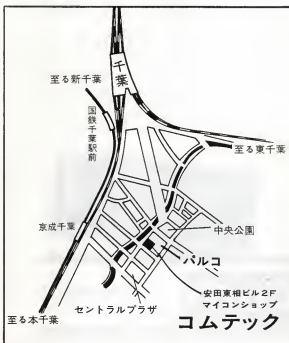 千葉
至る新千葉
国鉄千葉駅前
至る東千葉
京成千葉
中央公園
パルコ
安田東相ビル2F
マイコンショップ
コムテック
セントラルプラザ
至る本千葉